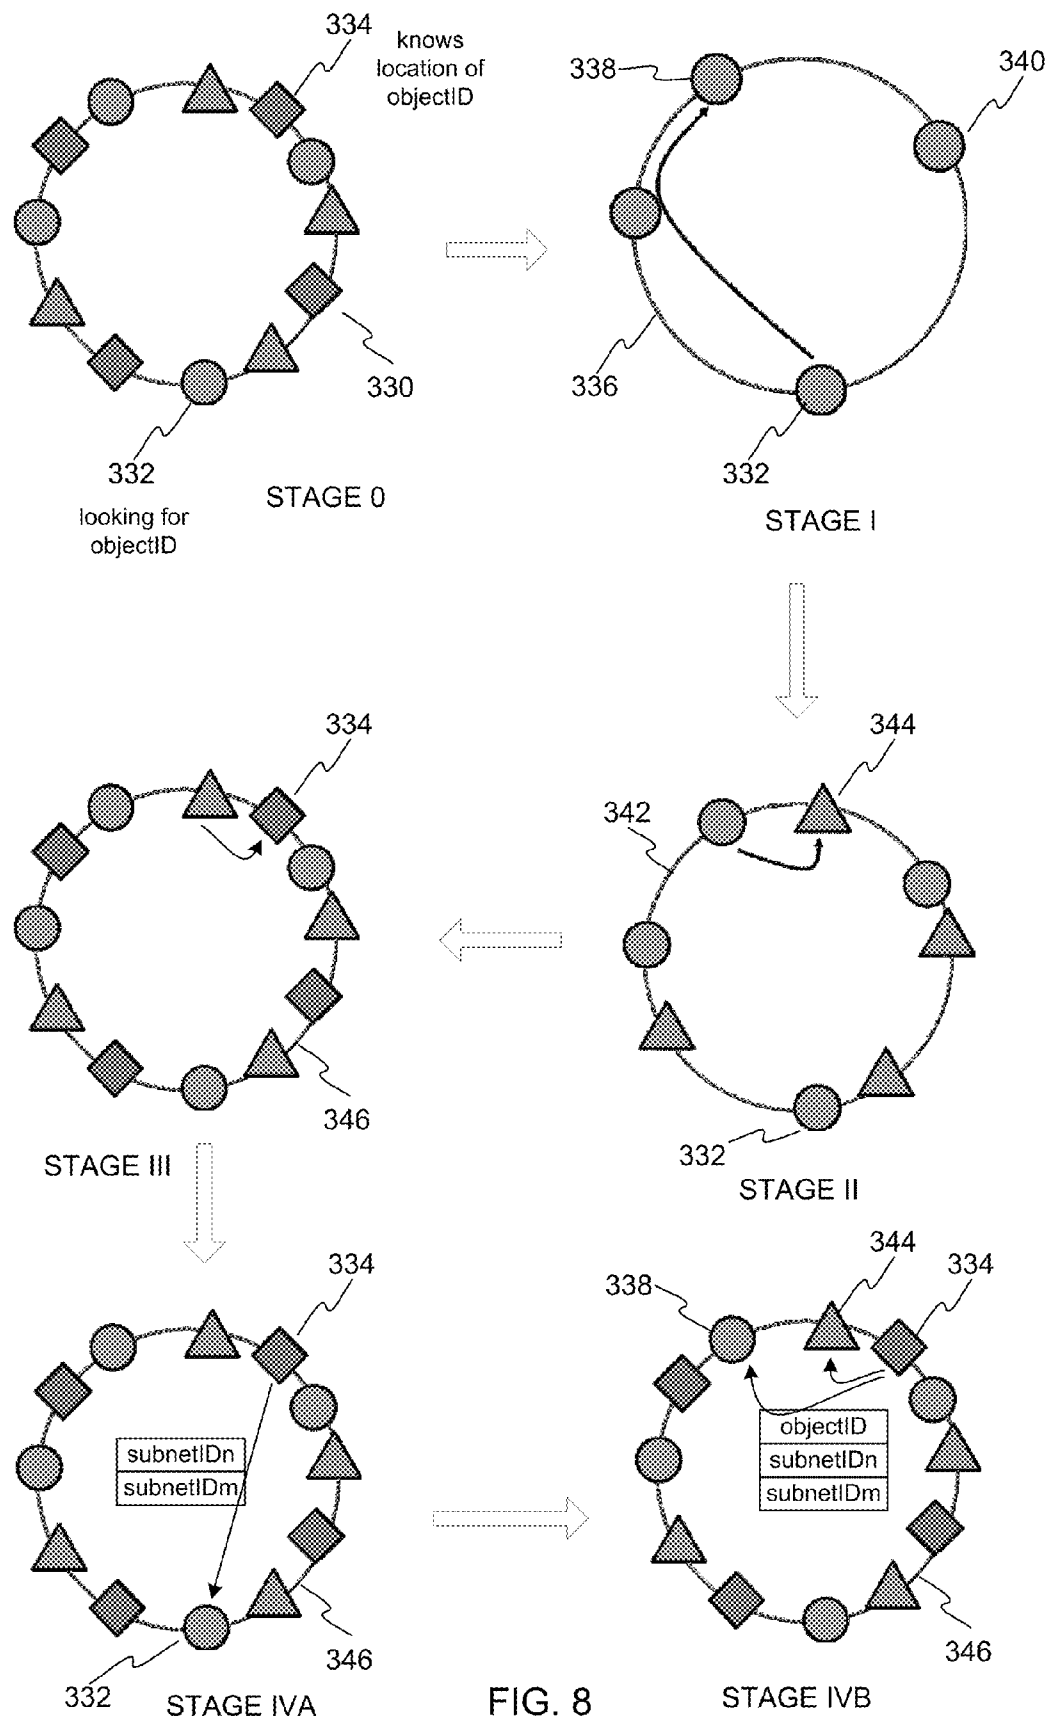 334
knows
location of
objectID
330
332
looking for
objectID
STAGE 0
338
340
336
332
STAGE I
334
346
STAGE III
344
342
332
STAGE II
334
subnetIDn
subnetIDm
332
346
STAGE IVA
344
338
334
objectID
subnetIDn
subnetIDm
346
STAGE IVB
FIG. 8